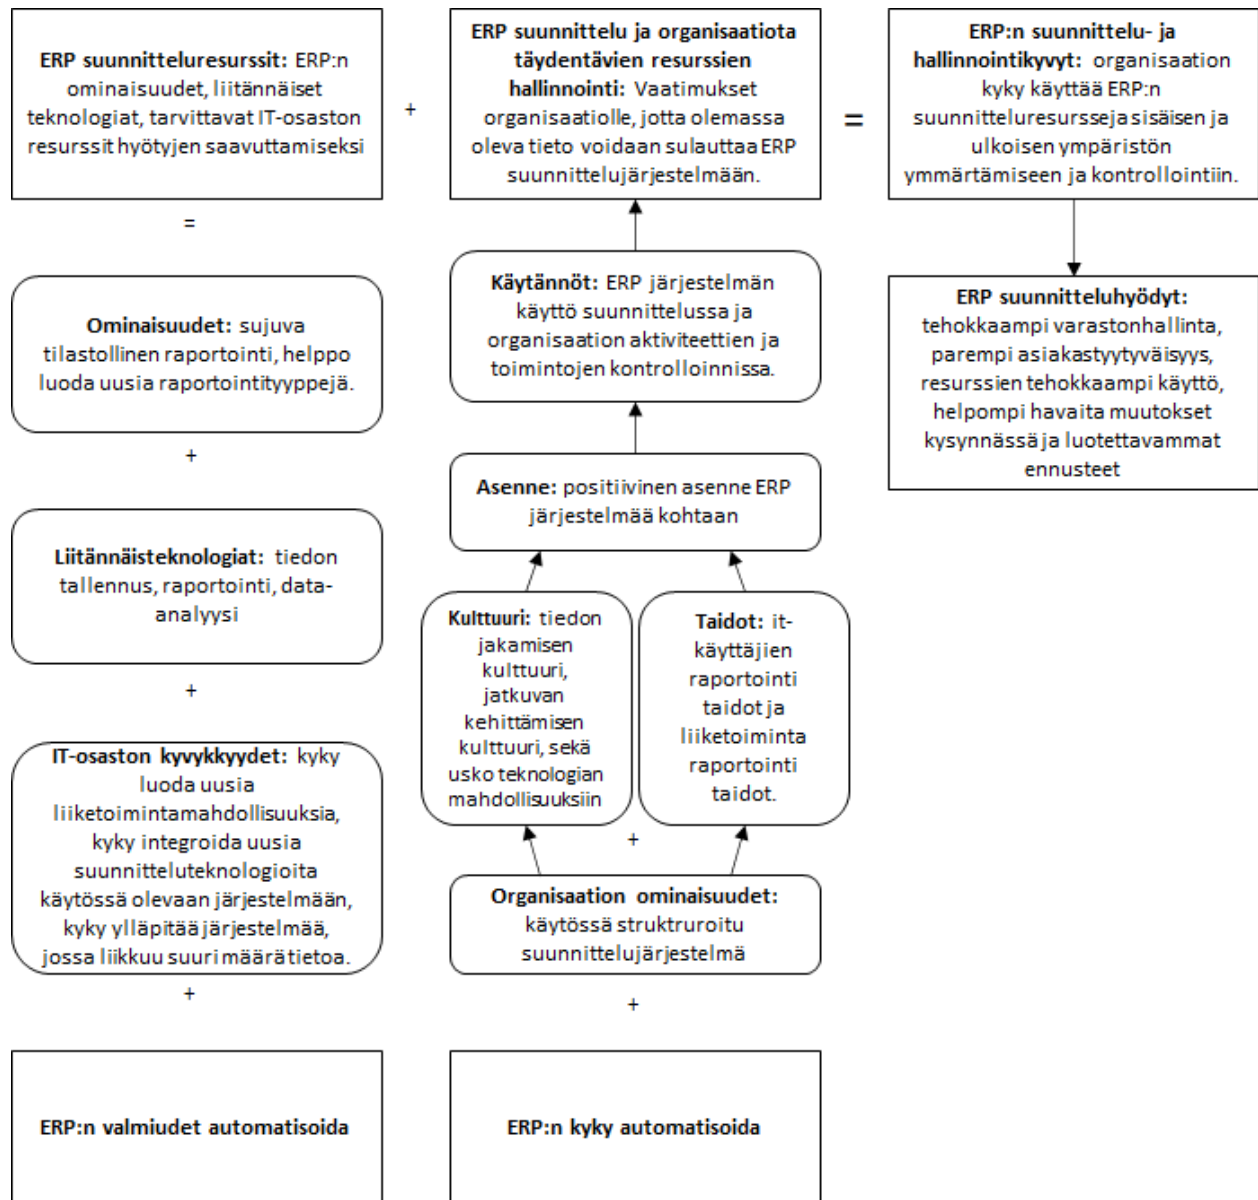 ERP suunnitteluresurssit: ERP:n
ominaisuudet, liitännäiset
teknologiat, tarvittavat IT-osaston
resurssit hyötyjen saavuttamiseksi
+
ERP suunnittelu ja organisaatiota
täydentävien resurssien
hallinnointi: Vaatimukset
organisaatiolle, jotta olemassa
oleva tieto voidaan sulauttaa ERP
suunnittelujärjestelmään.
=
ERP:n suunnittelu- ja
hallinnointikyvyt: organisaation
kyky käyttää ERP:n
suunnitteluresursseja sisäisen ja
ulkoisen ympäristön
ymmärtämiseen ja kontrollointiin.
=
Ominaisuudet: sujuva
tilastollinen raportointi, helppo
luoda uusia raportointityyppejä.
+
Liitännäisteknologiat: tiedon
tallennus, raportointi, data-
analyysi
+
IT-osaston kyvykkyydet: kyky
luoda uusia
liiketoimintamahdollisuuksia,
kyky integroida uusia
suunnitteluteknologioita
käytössä olevaan järjestelmään,
kyky ylläpitää järjestelmää,
jossa liikkuu suuri määrä tietoa.
+
ERP:n valmiudet automatisoida
Käytännöt: ERP järjestelmän
käyttö suunnittelussa ja
organisaation aktiviteettien ja
toimintojen kontrolloinnissa.
Asenne: positiivinen asenne ERP
järjestelmää kohtaan
Kulttuuri: tiedon
jakamisen
kulttuuri,
jatkuvan
kehittämisen
kulttuuri, sekä
usko teknologian
mahdollisuuksiin
+
Taidot: it-
käyttäjien
raportointi
taidot ja
liiketoiminta
raportointi
taidot.
Organisaation ominaisuudet:
käytössä struktruroitu
suunnittelujärjestelmä
+
ERP:n kyky automatisoida
ERP suunnitteluhyödyt:
tehokkaampi varastonhallinta,
parempi asiakastyytyväisyys,
resurssien tehokkaampi käyttö,
helpompi havaita muutokset
kysynnässä ja luotettavammat
ennusteet